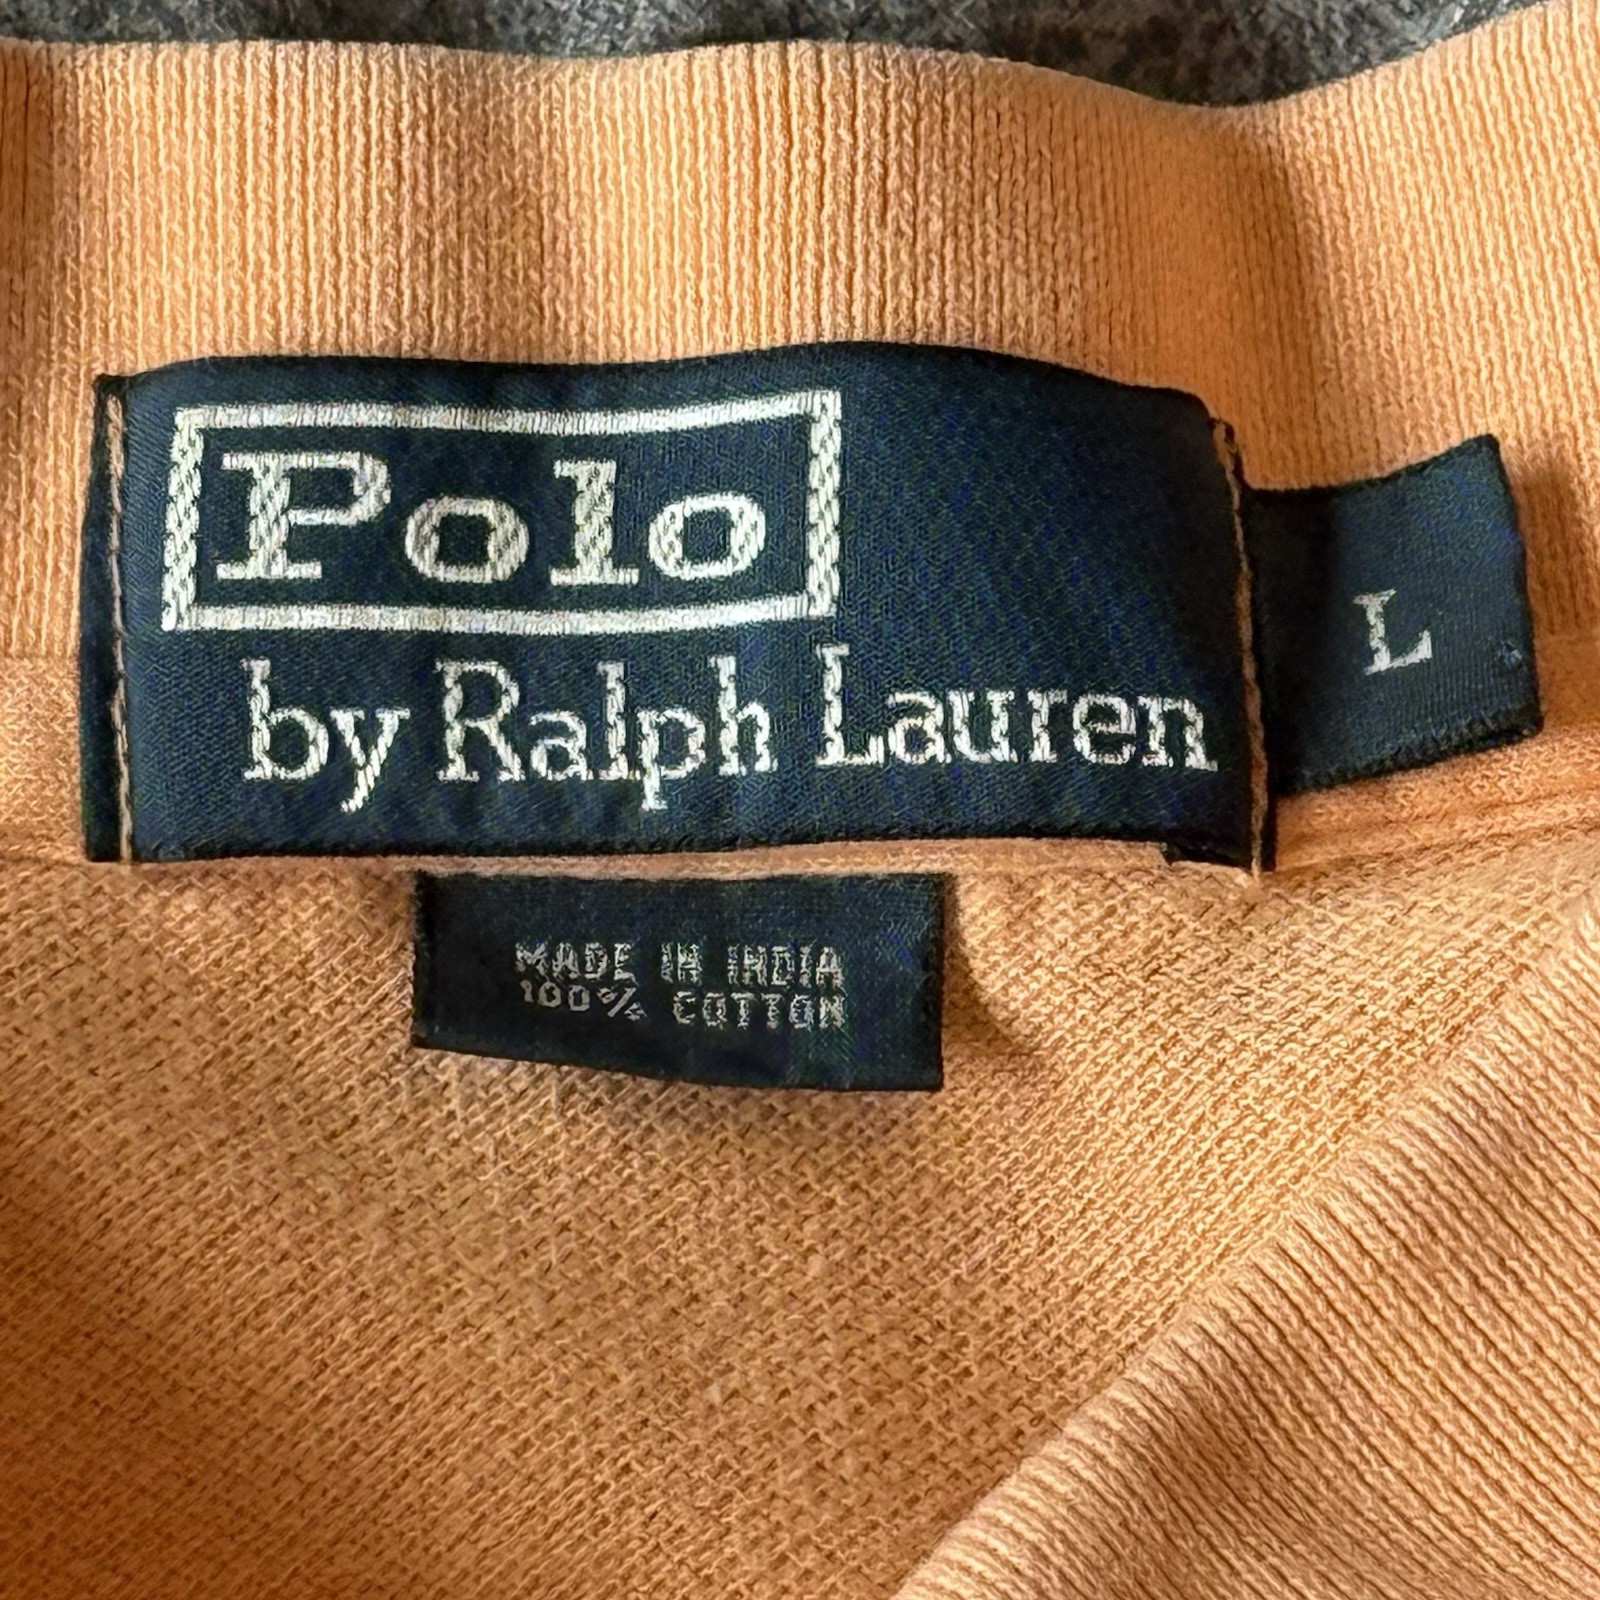 Polo
by Ralph Lauren
L
MADE IN INDIA
100% COTTON